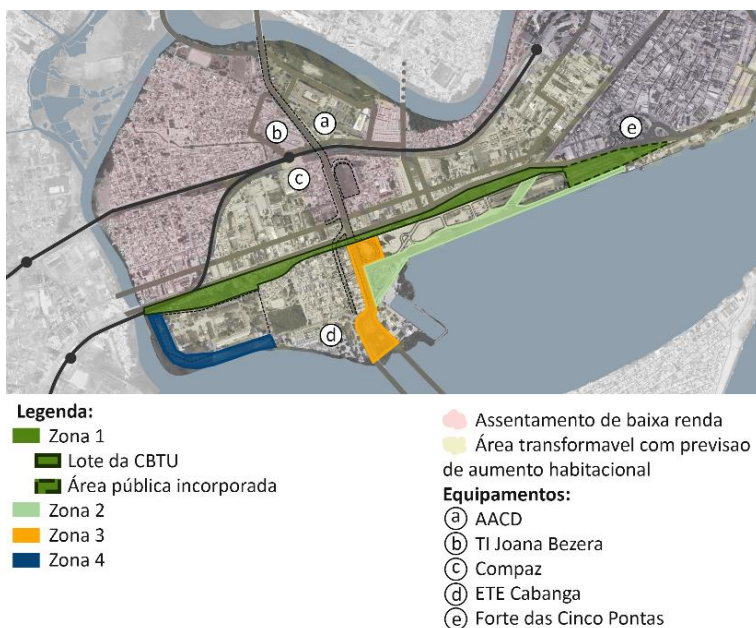 a
b
c
d
e
Legenda:
Zona 1
Lote da CBTU
Área pública incorporada
Zona 2
Zona 3
Zona 4
Assentamento de baixa renda
Área transformavel com previsao
de aumento habitacional
Equipamentos:
a AACD
b TI Joana Bezera
c Compaz
d ETE Cabanga
e Forte das Cinco Pontas